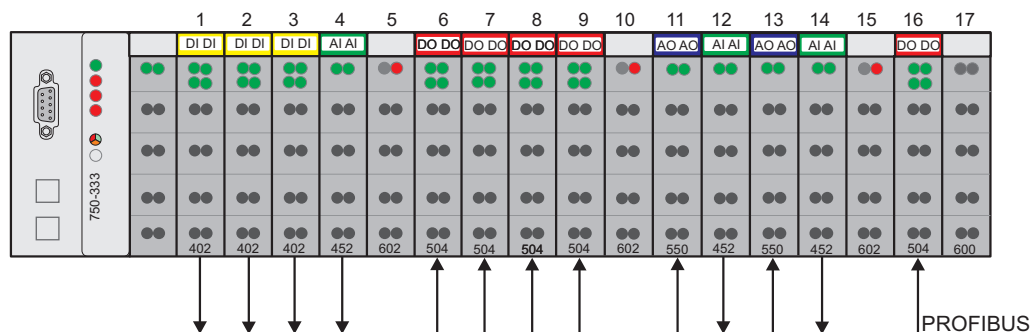 1 2 3 4 5 6 7 8 9 10 11 12 13 14 15 16 17
DI DI DI DI DI DI AI AI DO DO DO DO DO DO DO DO AO AO AI AI AO AO AI AI DO DO
750-333
402 402 402 452 602 504 504 504 504 602 550 452 550 452 602 504 600
PROFIBUS